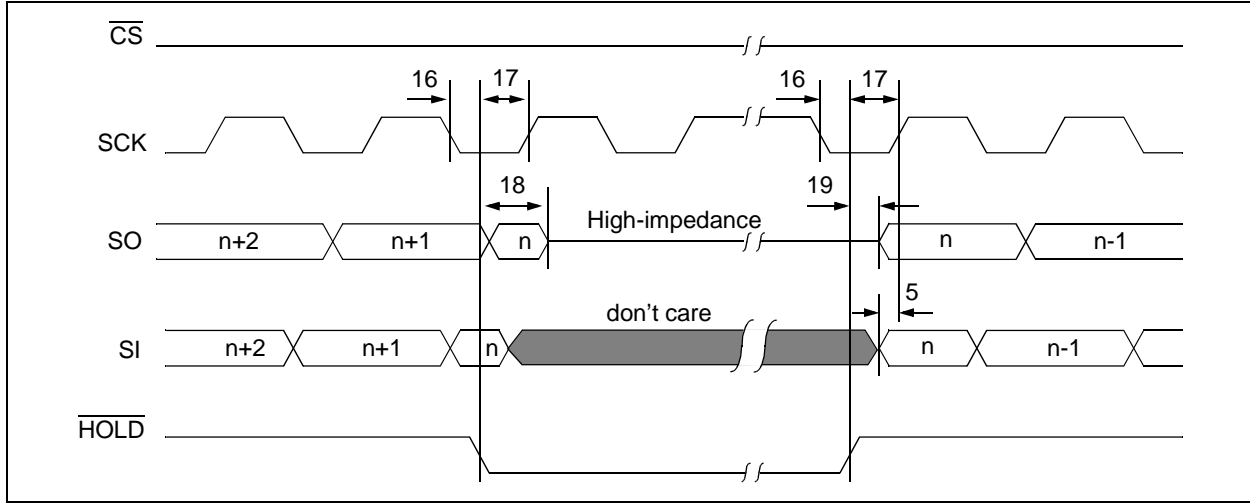 CS
16 17 16 17
SCK
18 19
High-impedance
SO n+2 n+1 n n n-1
5
don't care
SI n+2 n+1 n n n-1
HOLD